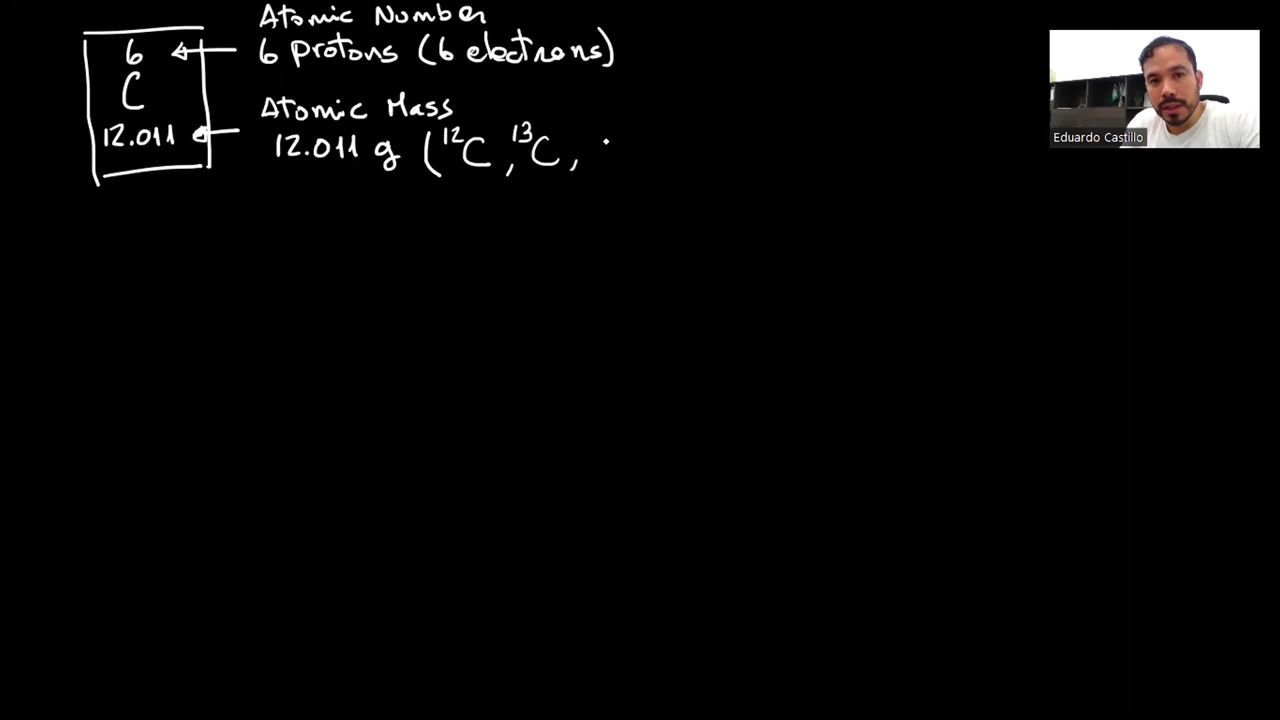 Atomic Number
6
6 protons (6 electrons)
C
Atomic Mass
12.011
12.011 g (¹²C, ¹³C,
Eduardo Castillo